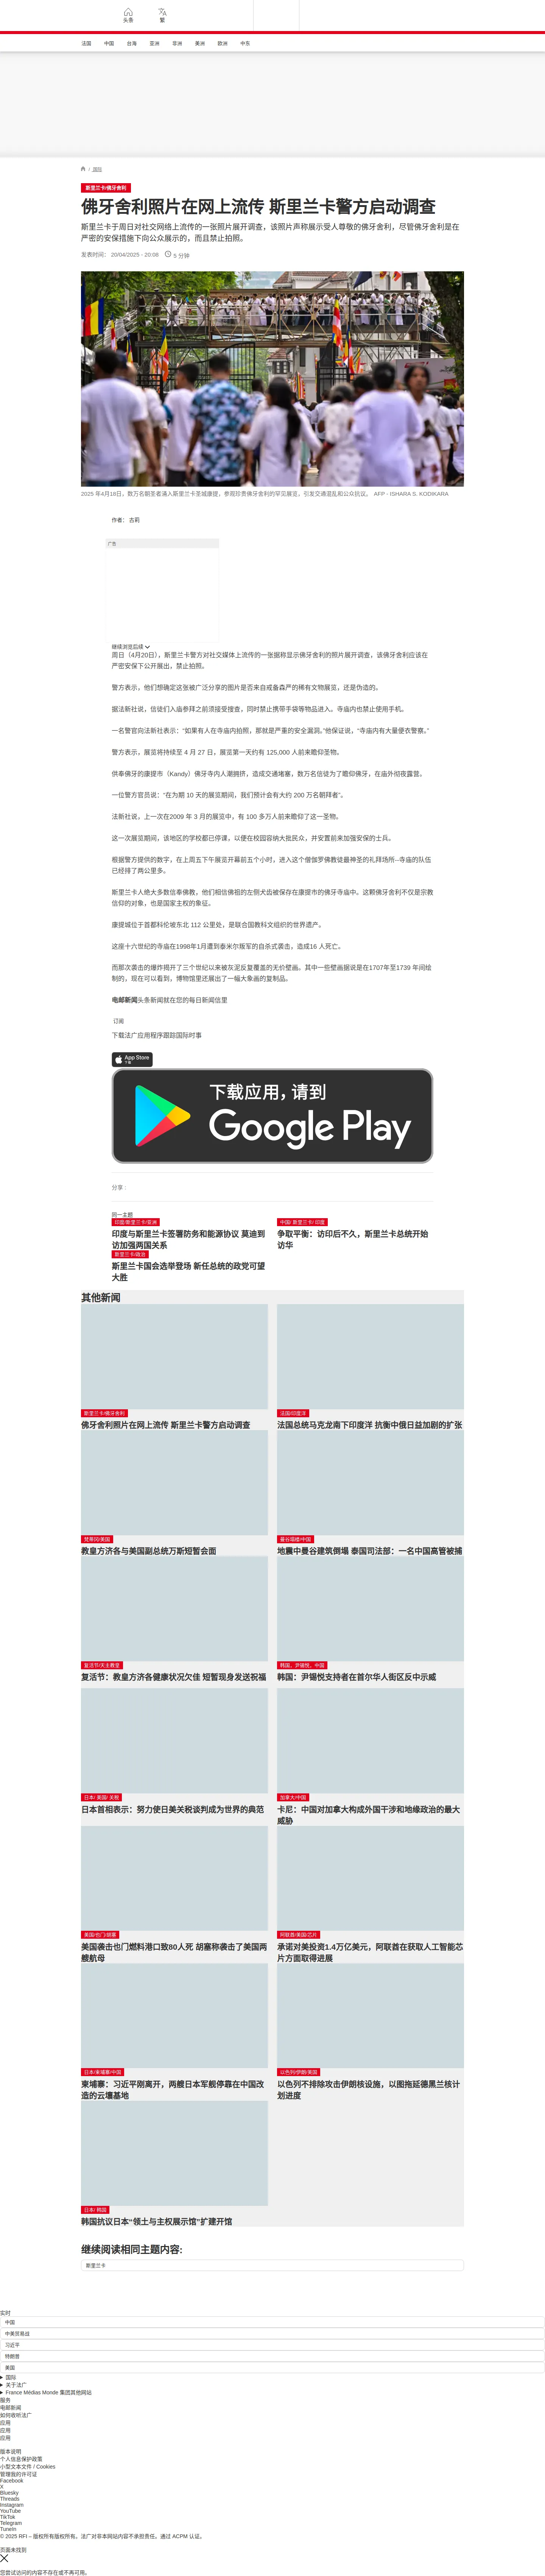 头条
繁
法国
中国
台海
亚洲
非洲
美洲
欧洲
中东
/ 国际
斯里兰卡/佛牙舍利
佛牙舍利照片在网上流传 斯里兰卡警方启动调查
斯里兰卡于周日对社交网络上流传的一张照片展开调查，该照片声称展示受人尊敬的佛牙舍利，尽管佛牙舍利是在
严密的安保措施下向公众展示的，而且禁止拍照。
发表时间： 20/04/2025 - 20:08
5 分钟
2025 年4月18日，数万名朝圣者涌入斯里兰卡圣城康提，参观珍贵佛牙舍利的罕见展览，引发交通混乱和公众抗议。 AFP - ISHARA S. KODIKARA
作者： 古莉
广告
继续浏览后续
周日（4月20日），斯里兰卡警方对社交媒体上流传的一张据称显示佛牙舍利的照片展开调查，该佛牙舍利应该在
严密安保下公开展出，禁止拍照。
警方表示，他们想确定这张被广泛分享的图片是否来自戒备森严的稀有文物展览，还是伪造的。
据法新社说，信徒们入庙参拜之前须接受搜查，同时禁止携带手袋等物品进入。寺庙内也禁止使用手机。
一名警官向法新社表示：“如果有人在寺庙内拍照，那就是严重的安全漏洞。”他保证说，“寺庙内有大量便衣警察。”
警方表示，展览将持续至 4 月 27 日，展览第一天约有 125,000 人前来瞻仰圣物。
供奉佛牙的康提市（Kandy）佛牙寺内人潮拥挤，造成交通堵塞，数万名信徒为了瞻仰佛牙，在庙外彻夜露营。
一位警方官员说：“在为期 10 天的展览期间，我们预计会有大约 200 万名朝拜者”。
法新社说，上一次在2009 年 3 月的展览中，有 100 多万人前来瞻仰了这一圣物。
这一次展览期间，该地区的学校都已停课，以便在校园容纳大批民众，并安置前来加强安保的士兵。
根据警方提供的数字，在上周五下午展览开幕前五个小时，进入这个僧伽罗佛教徒最神圣的礼拜场所--寺庙的队伍
已经排了两公里多。
斯里兰卡人绝大多数信奉佛教，他们相信佛祖的左侧犬齿被保存在康提市的佛牙寺庙中。这颗佛牙舍利不仅是宗教
信仰的对象，也是国家主权的象征。
康提城位于首都科伦坡东北 112 公里处，是联合国教科文组织的世界遗产。
这座十六世纪的寺庙在1998年1月遭到泰米尔叛军的自杀式袭击，造成16 人死亡。
而那次袭击的爆炸揭开了三个世纪以来被灰泥反复覆盖的无价壁画。其中一些壁画据说是在1707年至1739 年间绘
制的，现在可以看到，博物馆里还展出了一幅大象画的复制品。
电邮新闻头条新闻就在您的每日新闻信里
订阅
下载法广应用程序跟踪国际时事
App Store
下载
下载应用，请到
Google Play
分享 :
同一主题
印度/斯里兰卡/亚洲
印度与斯里兰卡签署防务和能源协议 莫迪到
访加强两国关系
中国/ 斯里兰卡/ 印度
争取平衡：访印后不久，斯里兰卡总统开始
访华
斯里兰卡/政治
斯里兰卡国会选举登场 新任总统的政党可望
大胜
其他新闻
斯里兰卡/佛牙舍利
佛牙舍利照片在网上流传 斯里兰卡警方启动调查
法国/印度洋
法国总统马克龙南下印度洋 抗衡中俄日益加剧的扩张
梵蒂冈/美国
教皇方济各与美国副总统万斯短暂会面
曼谷塌楼/中国
地震中曼谷建筑倒塌 泰国司法部：一名中国高管被捕
复活节/天主教皇
复活节：教皇方济各健康状况欠佳 短暂现身发送祝福
韩国，尹锡悦，中国
韩国：尹锡悦支持者在首尔华人街区反中示威
日本/ 美国/ 关税
日本首相表示：努力使日美关税谈判成为世界的典范
加拿大/中国
卡尼：中国对加拿大构成外国干涉和地缘政治的最大
威胁
美国/也门/胡塞
美国袭击也门燃料港口致80人死 胡塞称袭击了美国两
艘航母
阿联酋/美国/芯片
承诺对美投资1.4万亿美元，阿联酋在获取人工智能芯
片方面取得进展
日本/柬埔寨/中国
柬埔寨：习近平刚离开，两艘日本军舰停靠在中国改
造的云壤基地
以色列/伊朗/美国
以色列不排除攻击伊朗核设施，以图拖延德黑兰核计
划进度
日本/ 韩国
韩国抗议日本“领土与主权展示馆”扩建开馆
继续阅读相同主题内容:
斯里兰卡
实时
中国
中美贸易战
习近平
特朗普
美国
国际
关于法广
France Médias Monde 集团其他网站
服务
电邮新闻
如何收听法广
应用
应用
应用
版本说明
个人信息保护政策
小型文本文件 / Cookies
管理我的许可证
Facebook
X
Bluesky
Threads
Instagram
YouTube
TikTok
Telegram
TuneIn
© 2025 RFI – 版权所有版权所有。法广对非本网站内容不承担责任。通过 ACPM 认证。
页面未找到
您尝试访问的内容不存在或不再可用。